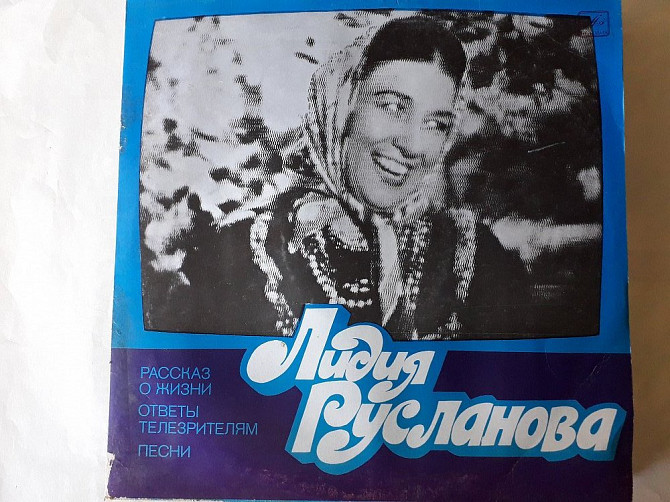 РАССКАЗ
О ЖИЗНИ
ОТВЕТЫ
ТЕЛЕЗРИТЕЛЯМ
ПЕСНИ
Лидия
Русланова